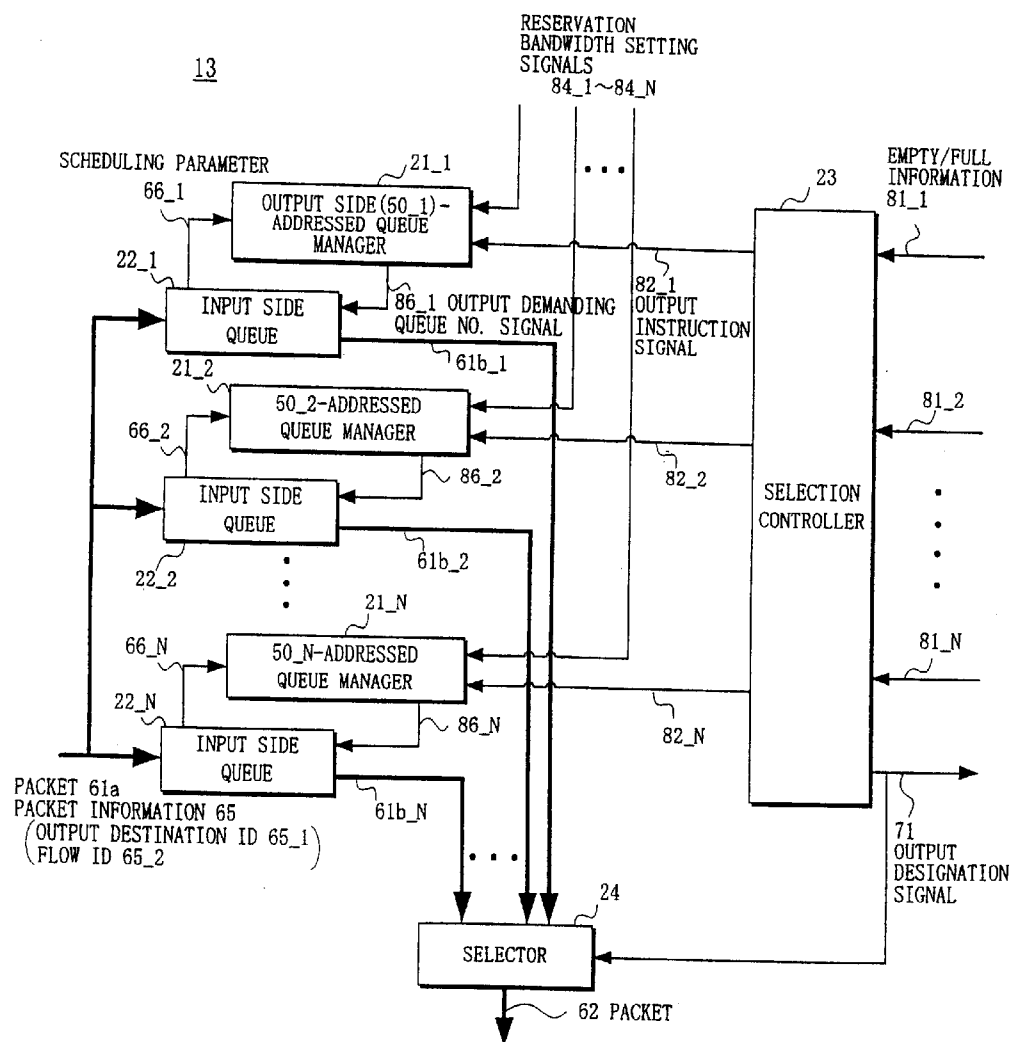 RESERVATION
BANDWIDTH SETTING
SIGNALS
84_1~84_N
13
SCHEDULING PARAMETER
66_1
21_1
OUTPUT SIDE(50_1)-
ADDRESSED QUEUE
MANAGER
23
EMPTY/FULL
INFORMATION
81_1
22_1
INPUT SIDE
QUEUE
86_1 OUTPUT DEMANDING
QUEUE NO. SIGNAL
82_1
OUTPUT
INSTRUCTION
SIGNAL
61b_1
21_2
50_2-ADDRESSED
QUEUE MANAGER
66_2
81_2
86_2
82_2
INPUT SIDE
QUEUE
SELECTION
CONTROLLER
22_2
61b_2
21_N
66_N
50_N-ADDRESSED
QUEUE MANAGER
81_N
22_N
86_N
82_N
INPUT SIDE
QUEUE
61b_N
PACKET 61a
PACKET INFORMATION 65
(OUTPUT DESTINATION ID 65_1)
(FLOW ID 65_2)
71
OUTPUT
DESIGNATION
SIGNAL
24
SELECTOR
62 PACKET